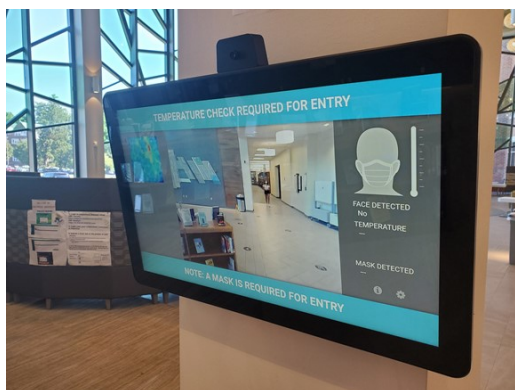 TEMPERATURE CHECK REQUIRED FOR ENTRY
FACE DETECTED
No
TEMPERATURE
---
MASK DETECTED
---
NOTE: A MASK IS REQUIRED FOR ENTRY